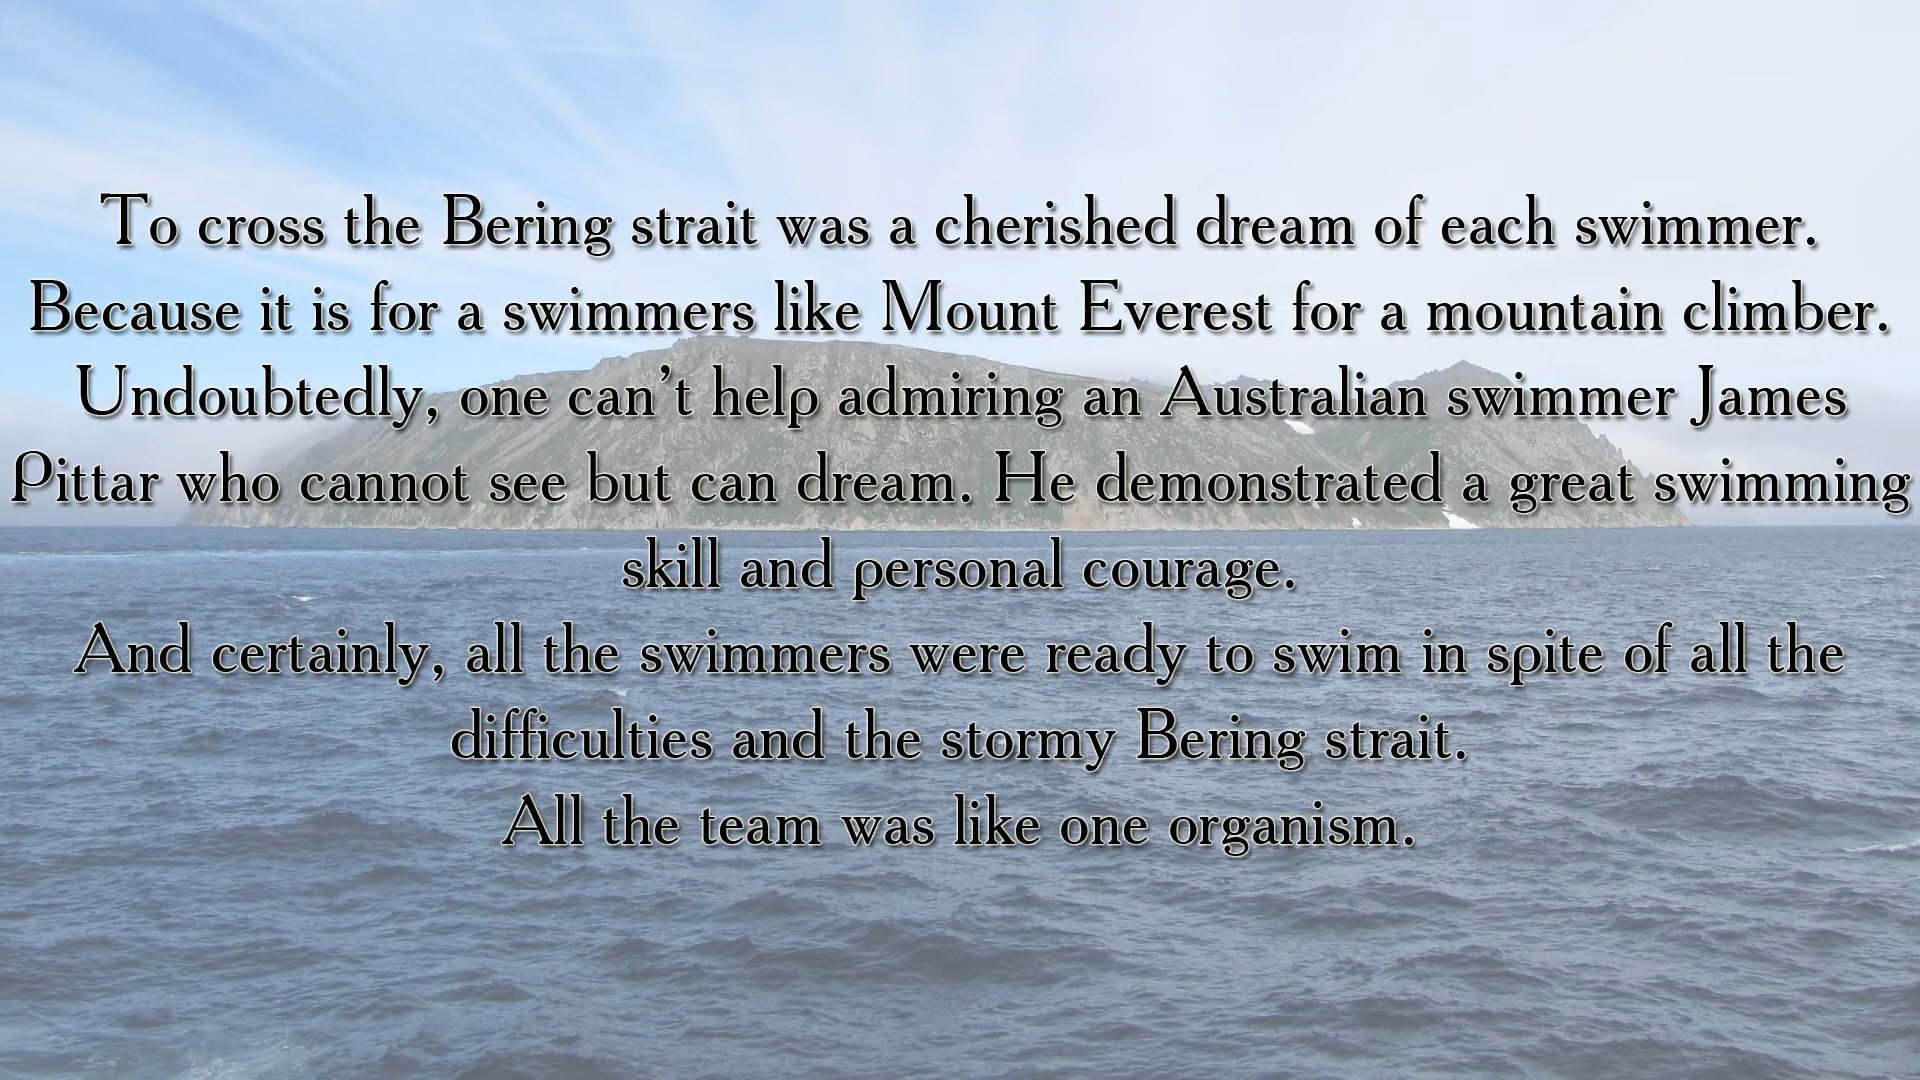 To cross the Bering strait was a cherished dream of each swimmer.
Because it is for a swimmers like Mount Everest for a mountain climber.
Undoubtedly, one can't help admiring an Australian swimmer James
Pittar who cannot see but can dream. He demonstrated a great swimming
skill and personal courage.
And certainly, all the swimmers were ready to swim in spite of all the
difficulties and the stormy Bering strait.
All the team was like one organism.